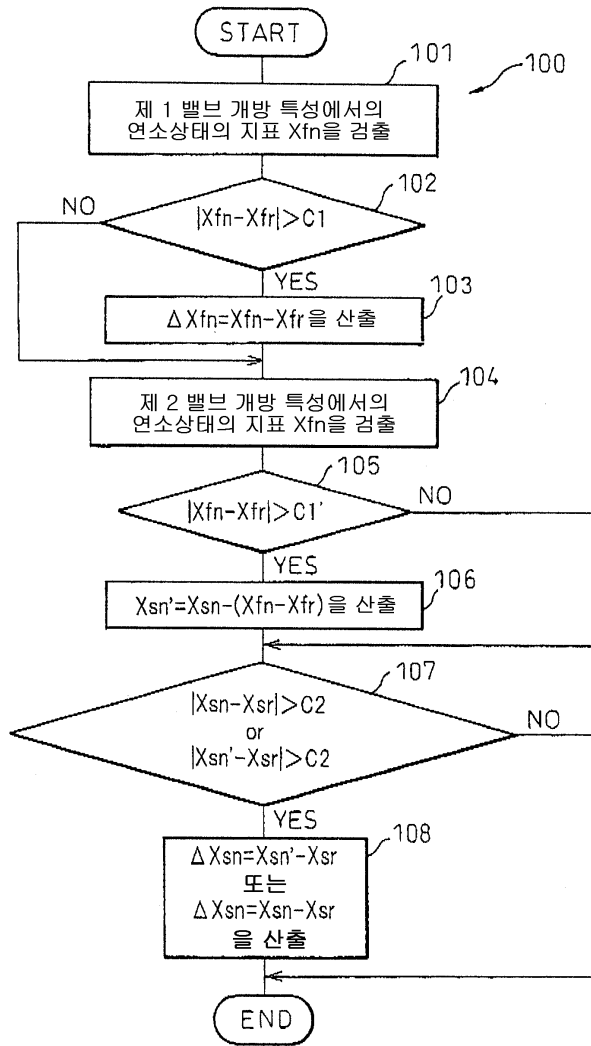 START
101
100
제 1 밸브 개방 특성에서의
연소상태의 지표 Xfn을 검출
102
NO
|Xfn-Xfr|>C1
YES
103
ΔXfn=Xfn-Xfr을 산출
104
제 2 밸브 개방 특성에서의
연소상태의 지표 Xfn을 검출
105
NO
|Xfn-Xfr|>C1'
YES
106
Xsn'=Xsn-(Xfn-Xfr)을 산출
107
|Xsn-Xsr|>C2
or
|Xsn'-Xsr|>C2
NO
YES
108
ΔXsn=Xsn'-Xsr
또는
ΔXsn=Xsn-Xsr
을 산출
END